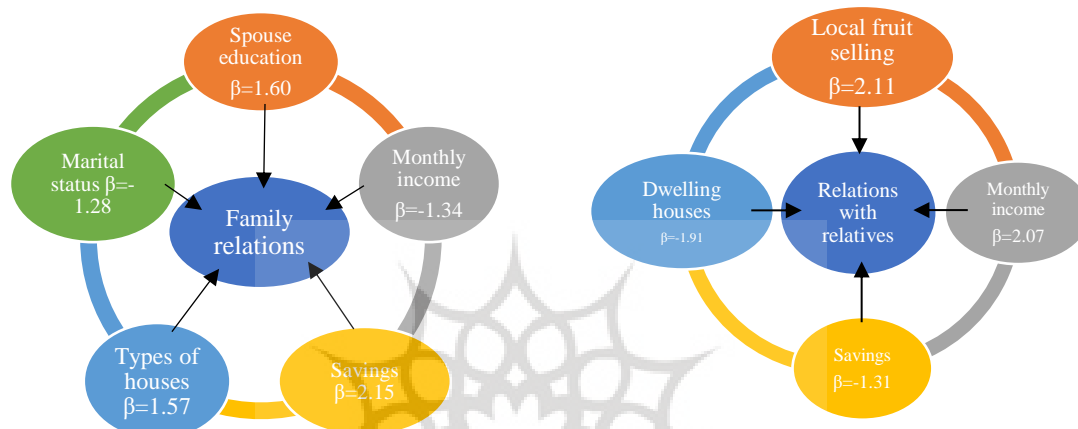 Spouse
education
β=1.60
Marital
status β=-
1.28
Monthly
income
β=-1.34
Family
relations
Types of
houses
β=1.57
Savings
β=2.15
Local fruit
selling
β=2.11
Dwelling
houses
β=-1.91
Relations
with
relatives
Monthly
income
β=2.07
Savings
β=-1.31